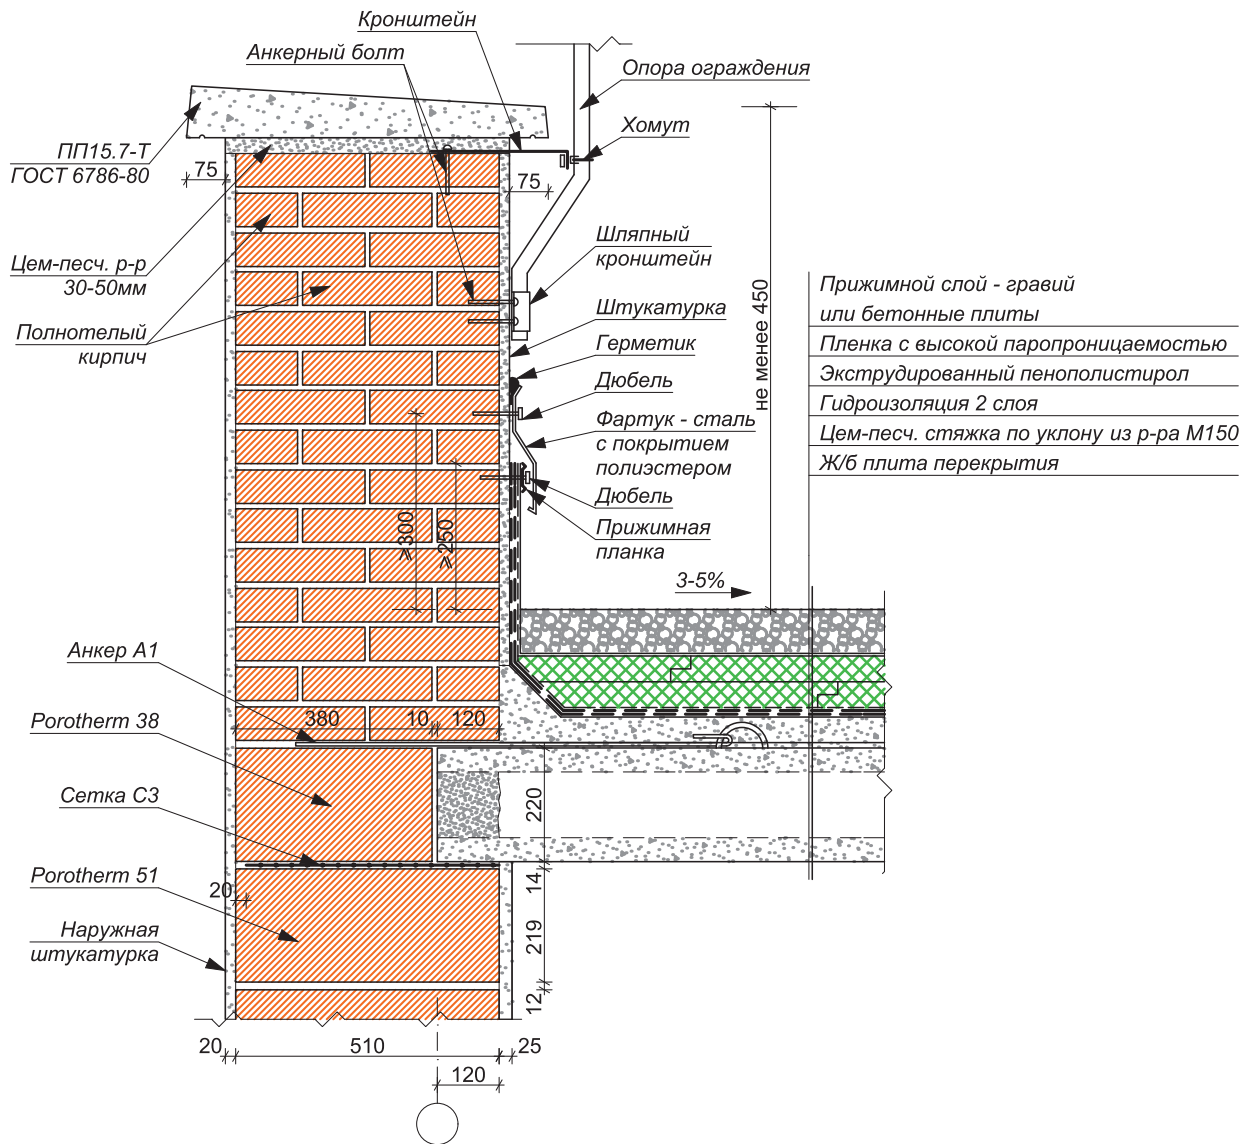 Кронштейн
Анкерный болт
Опора ограждения
Хомут
ПП15.7-Т
ГОСТ 6786-80
75
75
Шляпный
кронштейн
Цем-песч. р-р
30-50мм
Штукатурка
Полнотелый
кирпич
Герметик
Дюбель
Фартук - сталь
с покрытием
полиэстером
Дюбель
Прижимная
планка
не менее 450
Прижимной слой - гравий
или бетонные плиты
Пленка с высокой паропроницаемостью
Экструдированный пенополистирол
Гидроизоляция 2 слоя
Цем-песч. стяжка по уклону из р-ра М150
Ж/б плита перекрытия
≥300
≥250
3-5%
Анкер А1
Porotherm 38
380
10
120
Сетка С3
220
Porotherm 51
20
14
Наружная
штукатурка
219
12
20
510
25
120